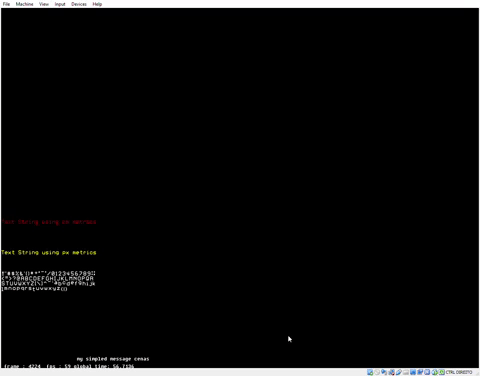 File Machine View Input Devices Help
Text String using cm metrics
Text String using px metrics
0123456789
?@ABCDEFGHIJKLMNOPQR
STUVWXYZ
abcdefghijk
lmnopqrstuvwxyz
my simpled message cenas
frame : 4224 fps : 59 global time: 56.7136
CTRL DIREITO